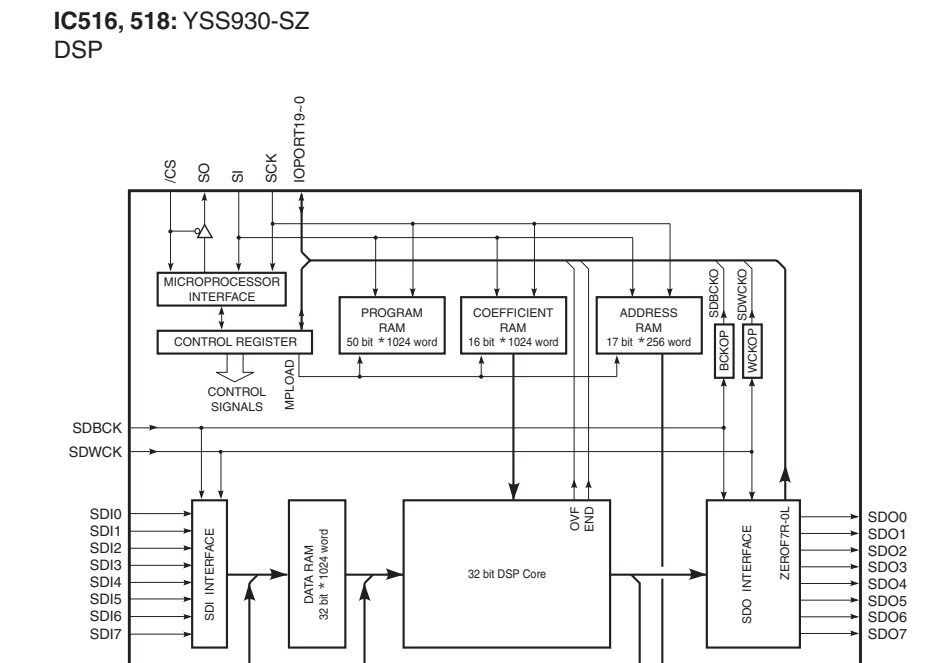 IC516, 518: YSS930-SZ
DSP
/CS
SO
SI
SCK
IOPORT19~0
MICROPROCESSOR
INTERFACE
CONTROL REGISTER
CONTROL
SIGNALS
MPLOAD
PROGRAM
RAM
50 bit * 1024 word
COEFFICIENT
RAM
16 bit * 1024 word
ADDRESS
RAM
17 bit * 256 word
SDBCKO
SDWCKO
BCKOP
WCKOP
SDBCK
SDWCK
SDI0
SDI1
SDI2
SDI3
SDI4
SDI5
SDI6
SDI7
SDI INTERFACE
DATA RAM
32 bit * 1024 word
32 bit DSP Core
OVF
END
SDO INTERFACE
ZEROF7R-0L
SDO0
SDO1
SDO2
SDO3
SDO4
SDO5
SDO6
SDO7